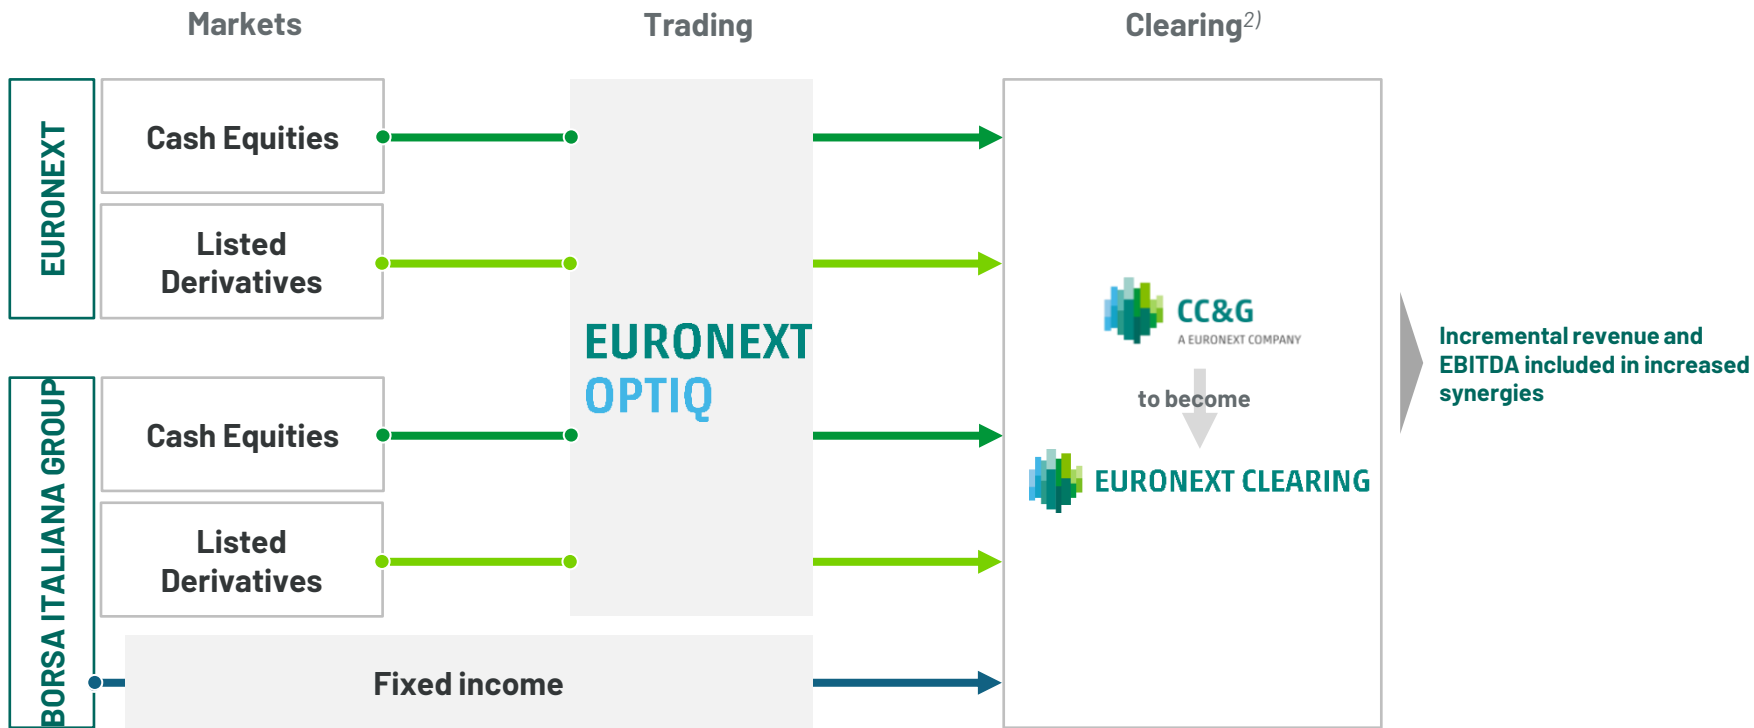 Markets
Trading
Clearing2)
EURONEXT
Cash Equities
Listed
Derivatives
EURONEXT
OPTIQ
BORSA ITALIANA GROUP
Cash Equities
Listed
Derivatives
Fixed income
CC&G
A EURONEXT COMPANY
to become
EURONEXT CLEARING
Incremental revenue and
EBITDA included in increased
synergies